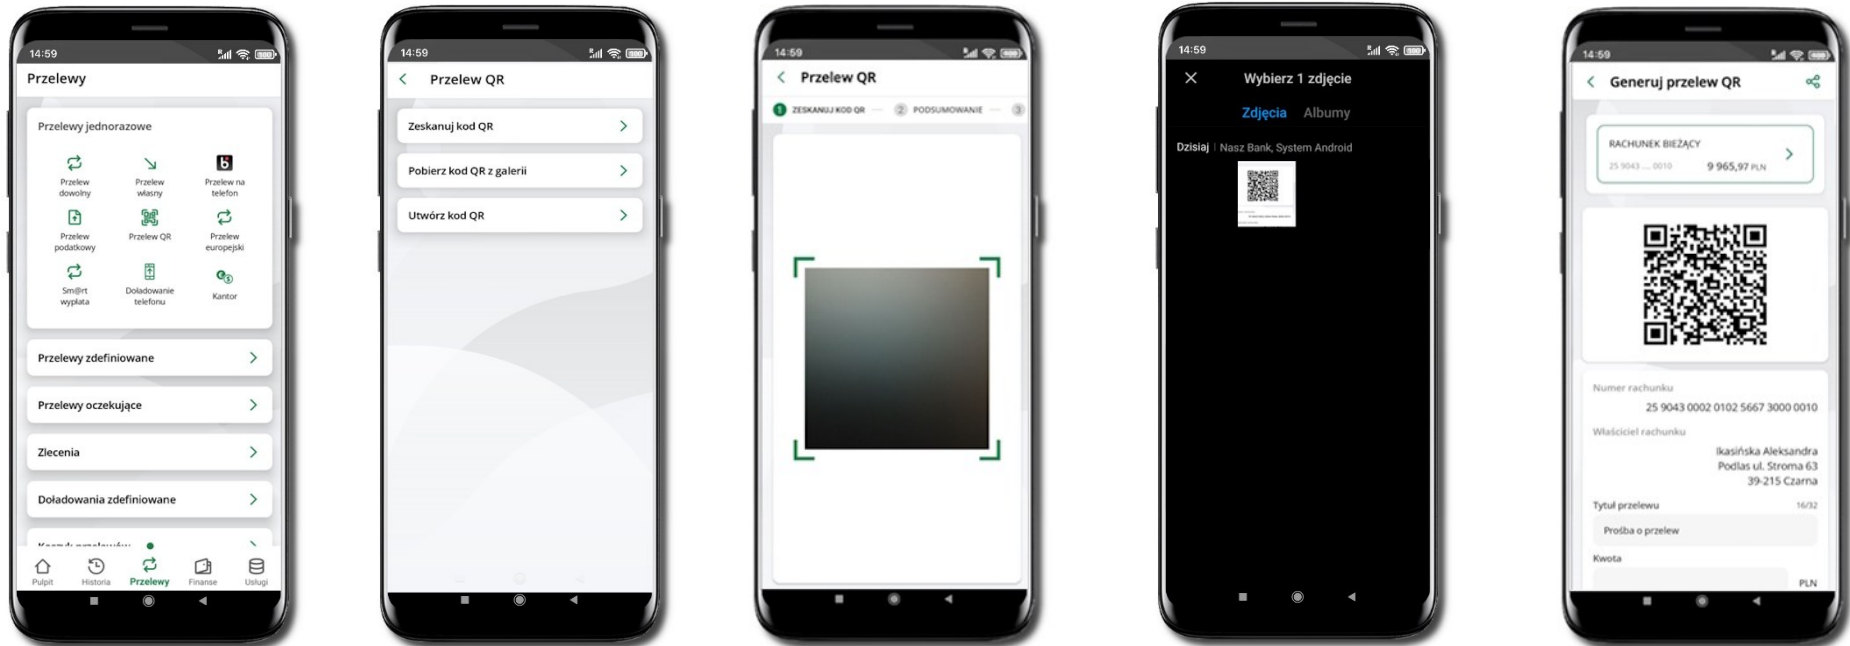 14:59
Przelewy
Przelewy jednorazowe
Przelew
dowolny
Przelew
własny
Przelew na
telefon
Przelew
podatkowy
Przelew QR
Przelew
europejski
Sm@rt
wypłata
Doładowanie
telefonu
Kantor
Przelewy zdefiniowane
Przelewy oczekujące
Zlecenia
Doładowania zdefiniowane
Koszyk przelewów
Pulpit
Historia
Przelewy
Finanse
Usługi
14:59
Przelew QR
Zeskanuj kod QR
Pobierz kod QR z galerii
Utwórz kod QR
14:59
Przelew QR
1 ZESKANUJ KOD QR
2 PODSUMOWANIE
3
14:59
Wybierz 1 zdjęcie
Zdjęcia Albumy
Dzisiaj | Nasz Bank, System Android
14:59
Generuj przelew QR
RACHUNEK BIEŻĄCY
25 9043 .... 0010 9 965,97 PLN
Numer rachunku
25 9043 0002 0102 5667 3000 0010
Właściciel rachunku
Ikasińska Aleksandra
Podlas ul. Stroma 63
39-215 Czarna
Tytuł przelewu 16/32
Prośba o przelew
Kwota
PLN